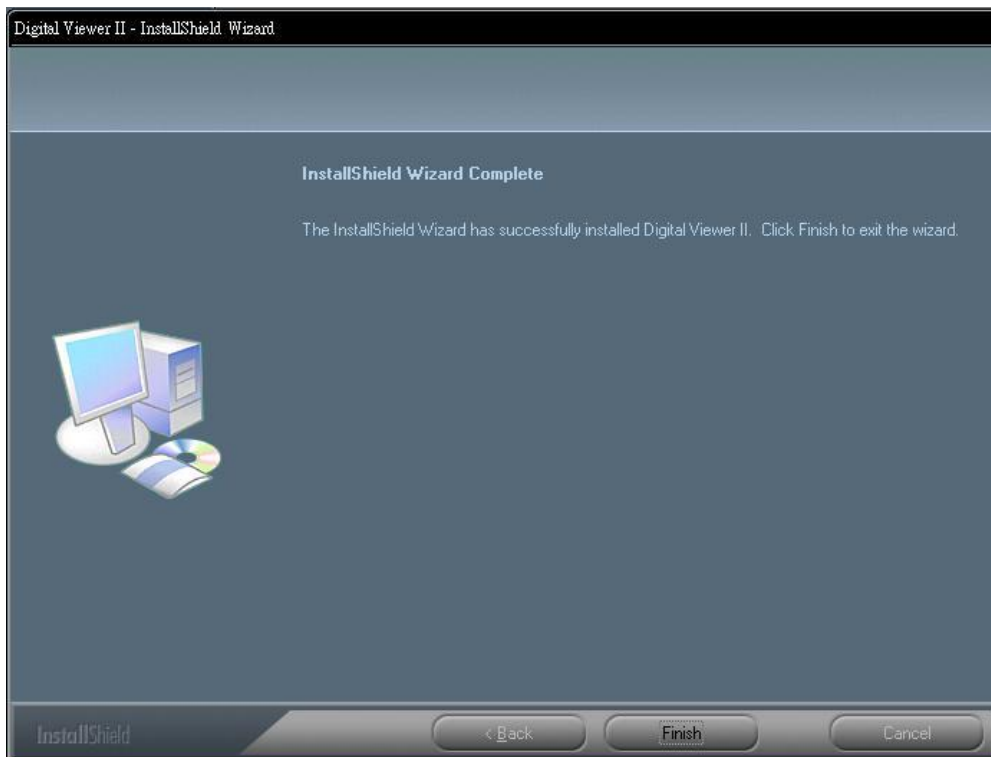 Digital Viewer II - InstallShield Wizard
InstallShield Wizard Complete
The InstallShield Wizard has successfully installed Digital Viewer II. Click Finish to exit the wizard.
InstallShield
< Back
Finish
Cancel